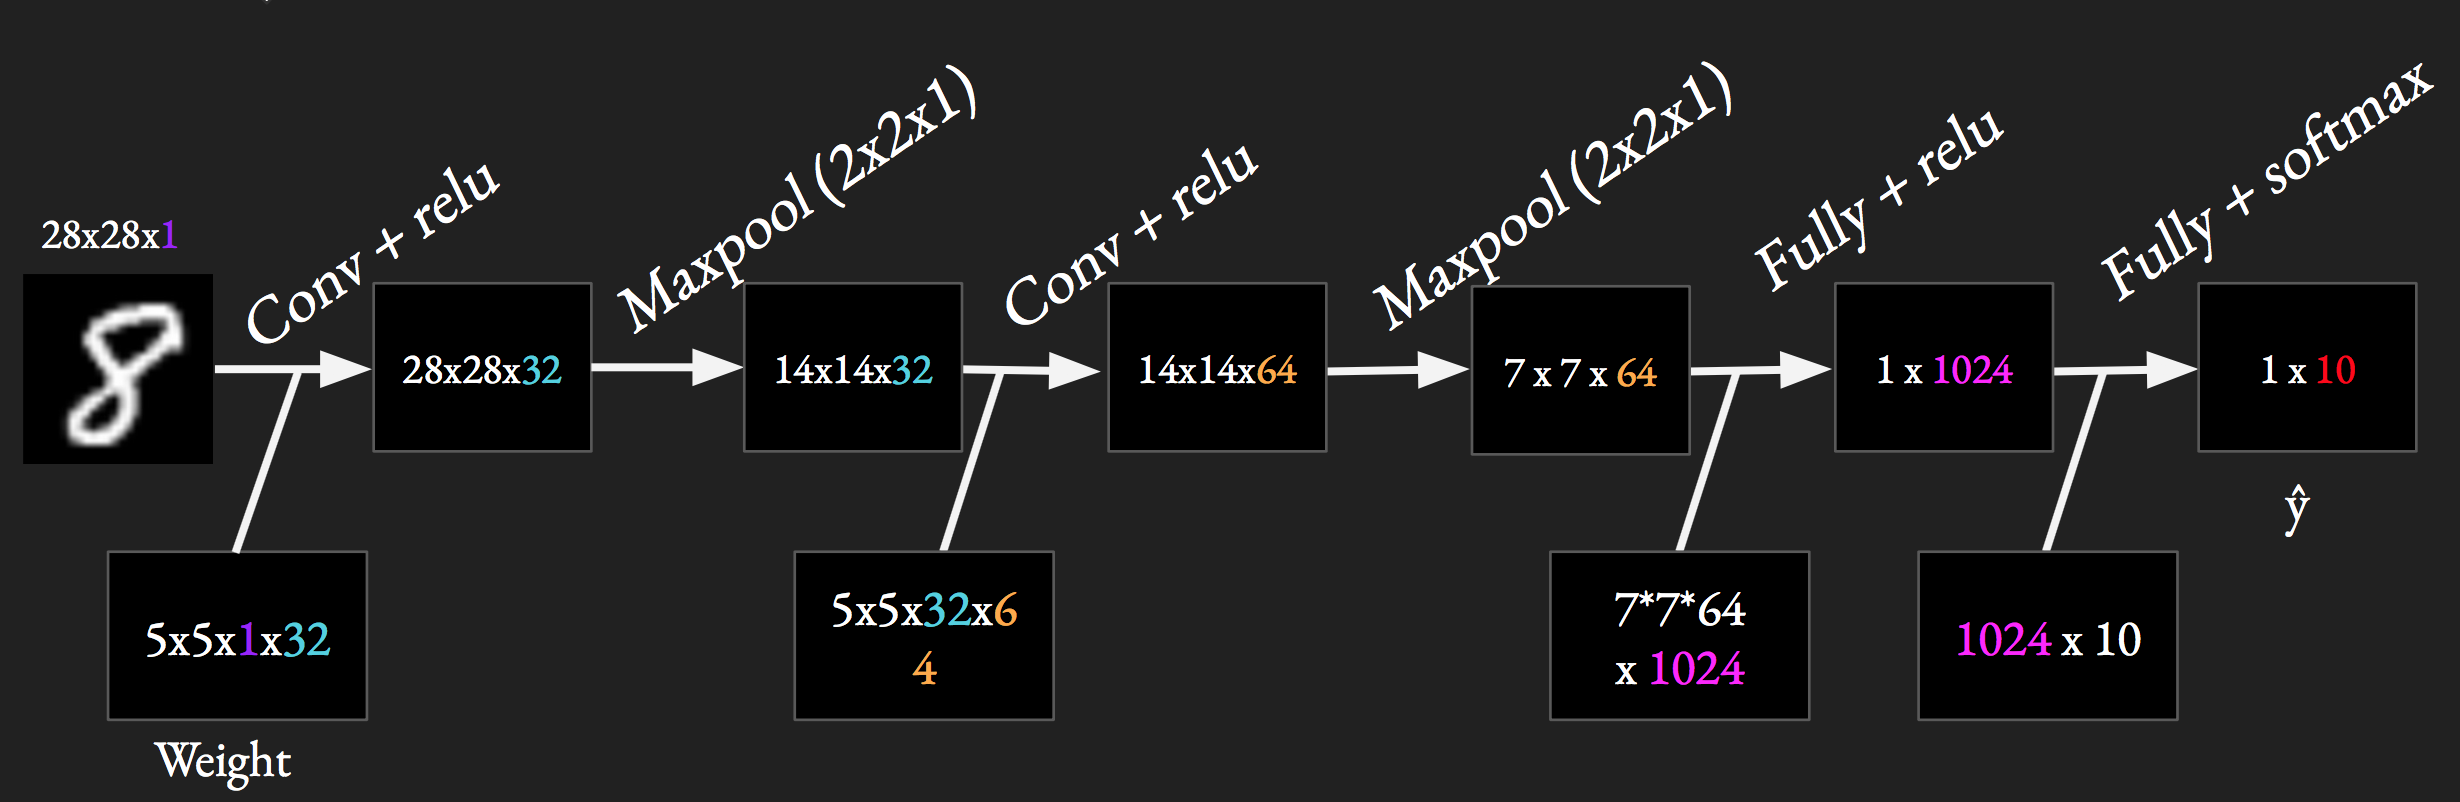 28x28x1
Conv + relu
Maxpool (2x2x1)
Conv + relu
Maxpool (2x2x1)
Fully + relu
Fully + softmax
28x28x32
14x14x32
14x14x64
7 x 7 x 64
1 x 1024
1 x 10
ŷ
5x5x1x32
5x5x32x6
4
7*7*64
x 1024
1024 x 10
Weight